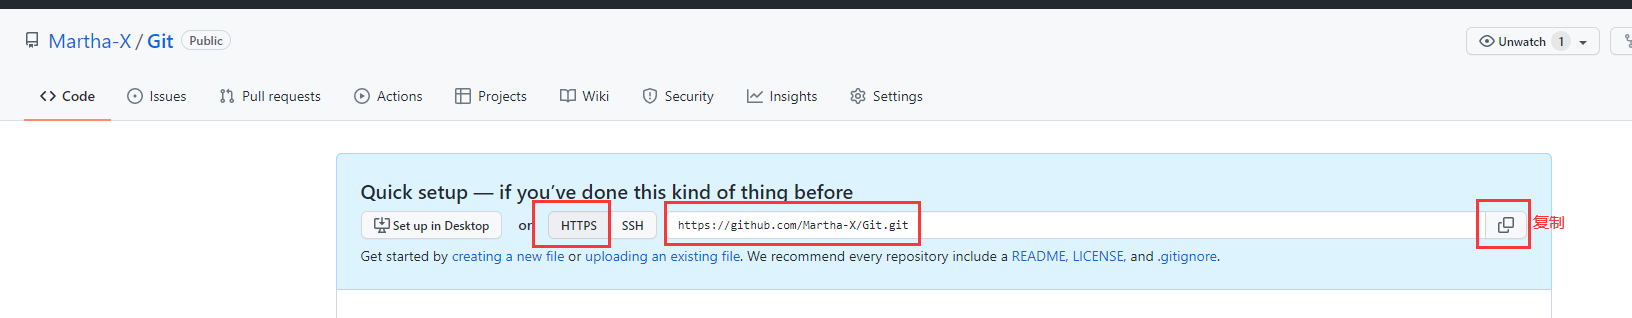 Martha-X / Git Public
Unwatch 1
Code Issues Pull requests Actions Projects Wiki Security Insights Settings
Quick setup — if you've done this kind of thing before
Set up in Desktop or HTTPS SSH https://github.com/Martha-X/Git.git 复制
Get started by creating a new file or uploading an existing file. We recommend every repository include a README, LICENSE, and .gitignore.